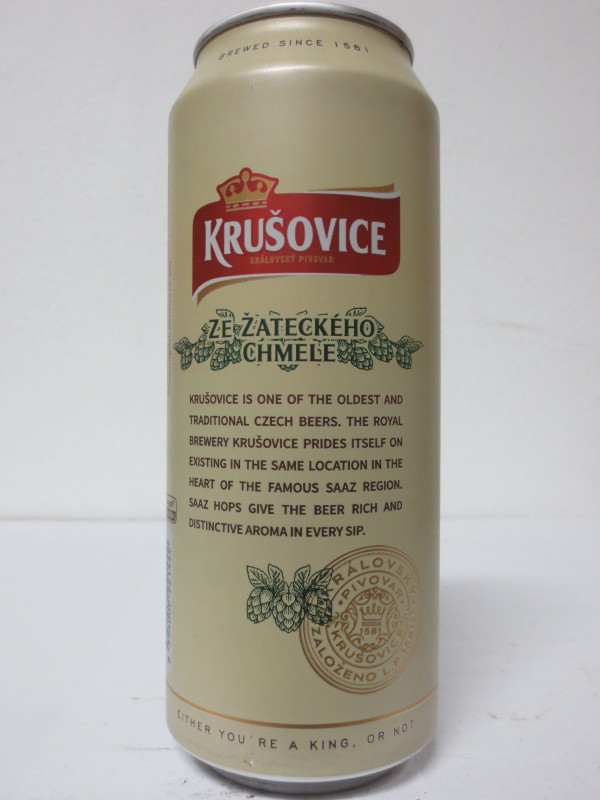 BREWED SINCE 1581
KRUŠOVICE
KRÁLOVSKÝ PIVOVAR
ZE ŽATECKÉHO
CHMELE
KRUŠOVICE IS ONE OF THE OLDEST AND
TRADITIONAL CZECH BEERS. THE ROYAL
BREWERY KRUŠOVICE PRIDES ITSELF ON
EXISTING IN THE SAME LOCATION IN THE
HEART OF THE FAMOUS SAAZ REGION.
SAAZ HOPS GIVE THE BEER RICH AND
DISTINCTIVE AROMA IN EVERY SIP.
KRÁLOVSKÝ
PIVOVAR
1581
KRUŠOVICE
ZALOŽENO L.P. 1581
EITHER YOU'RE A KING, OR NOT